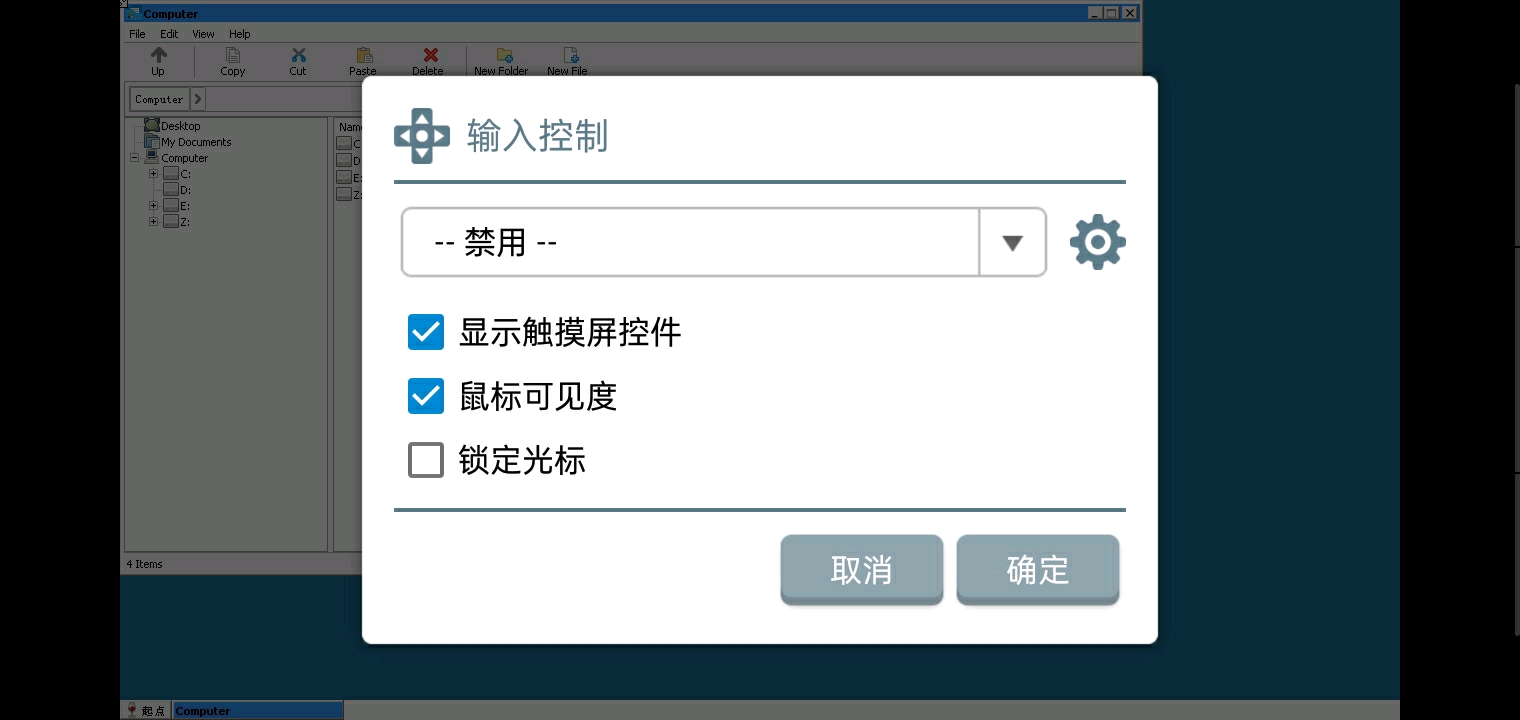 Computer
File Edit View Help
Up Copy Cut Paste Delete New Folder New File
Computer
Desktop
My Documents
Computer
C:
D:
E:
Z:
4 Items
输入控制
-- 禁用 --
显示触摸屏控件
鼠标可见度
锁定光标
取消 确定
起点 Computer